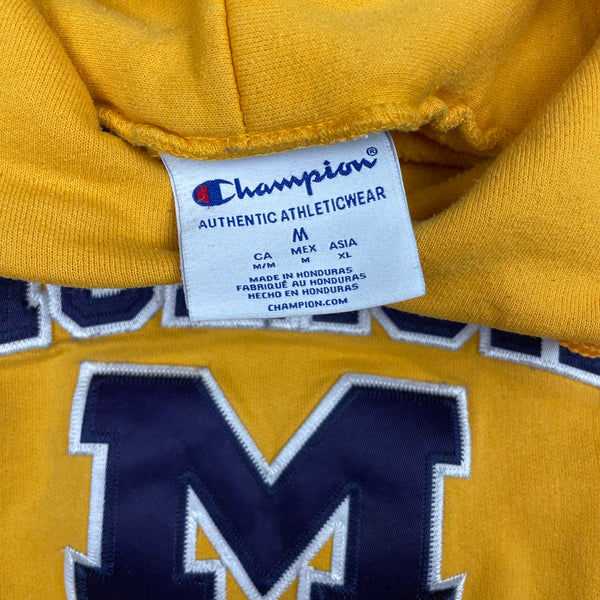 Champion®
AUTHENTIC ATHLETICWEAR
M
CA MEX ASIA
M/M M XL
MADE IN HONDURAS
FABRIQUÉ AU HONDURAS
HECHO EN HONDURAS
CHAMPION.COM
M